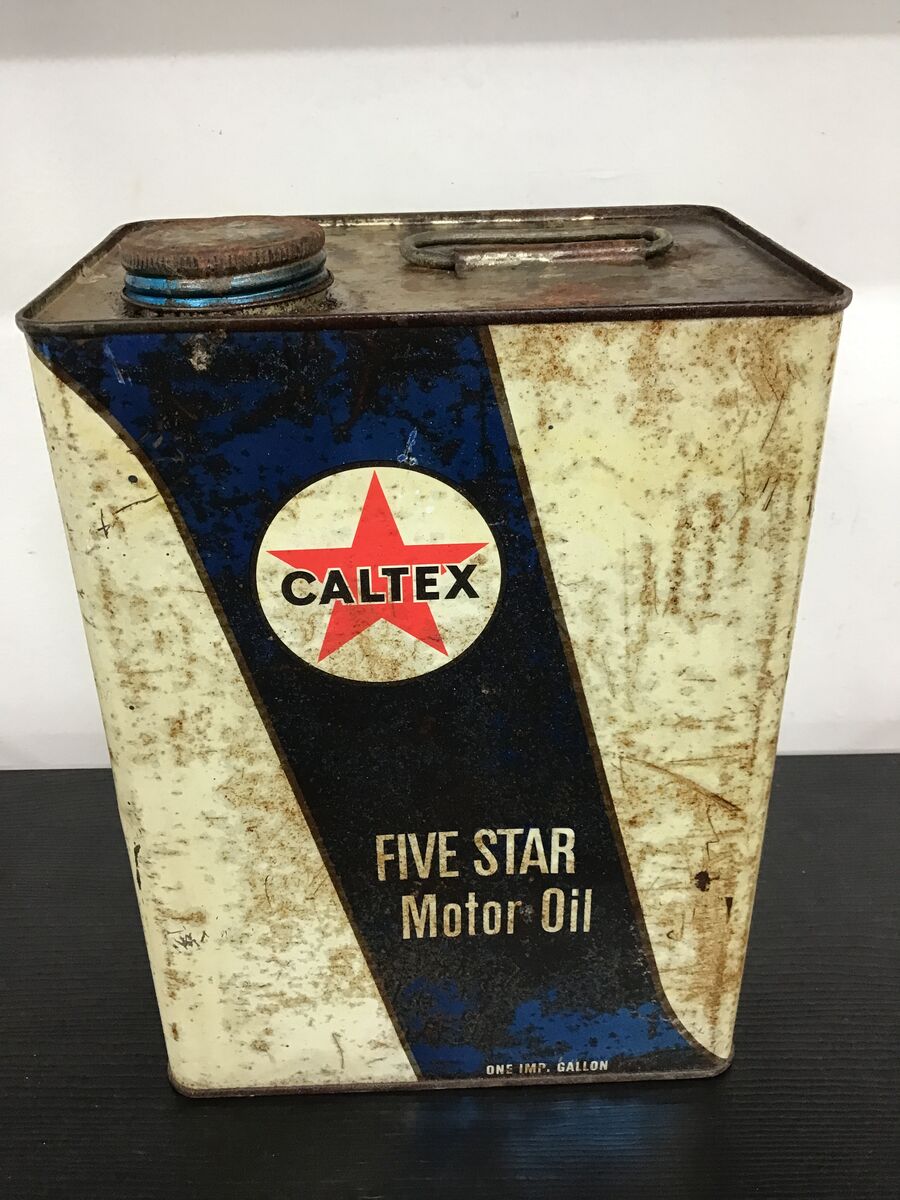 CALTEX
FIVE STAR
Motor Oil
ONE IMP. GALLON